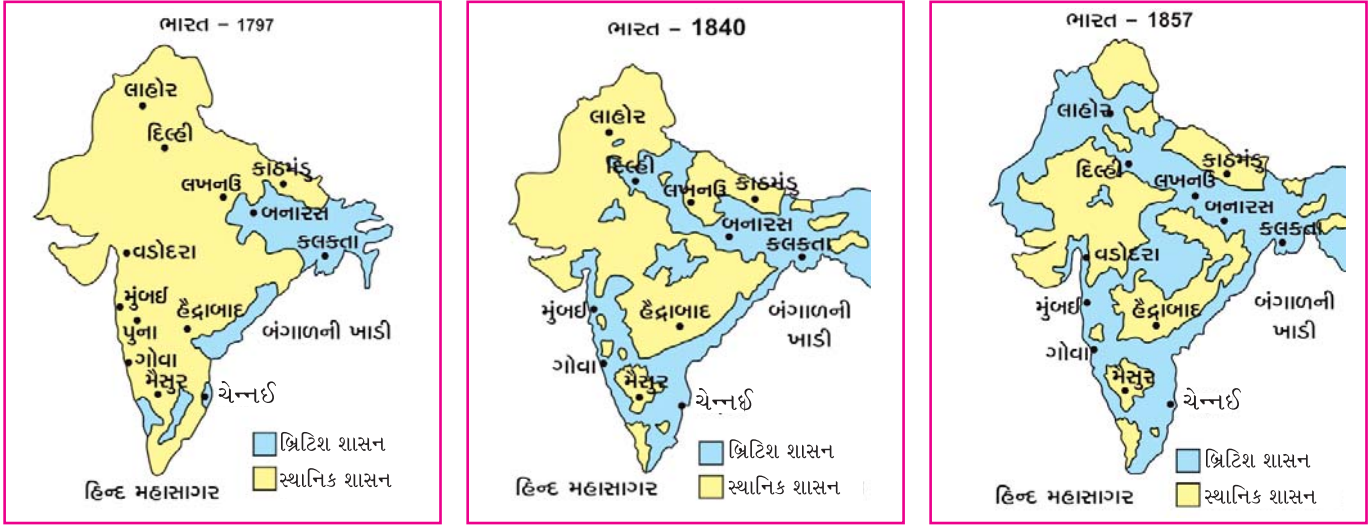 ભારત – 1797
લાહોર
દિલ્હી
કાઠમંડુ
લખનઉ
બનારસ
કલકતા
વડોદરા
મુંબઈ
હૈદ્રાબાદ
પુના
બંગાળની ખાડી
ગોવા
મૈસુર
ચેન્નઈ
બ્રિટિશ શાસન
સ્થાનિક શાસન
હિન્દ મહાસાગર
ભારત – 1840
લાહોર
દિલ્હી
લખનઉ
કાઠમંડુ
બનારસ
કલકતા
મુંબઈ
હૈદ્રાબાદ
બંગાળની
ખાડી
ગોવા
મૈસુર
ચેન્નઈ
બ્રિટિશ શાસન
સ્થાનિક શાસન
હિન્દ મહાસાગર
ભારત – 1857
લાહોર
દિલ્હી
કાઠમંડુ
લખનઉ
બનારસ
કલકતા
વડોદરા
મુંબઈ
હૈદ્રાબાદ
બંગાળની
ખાડી
ગોવા
મૈસુર
ચેન્નઈ
બ્રિટિશ શાસન
સ્થાનિક શાસન
હિન્દ મહાસાગર